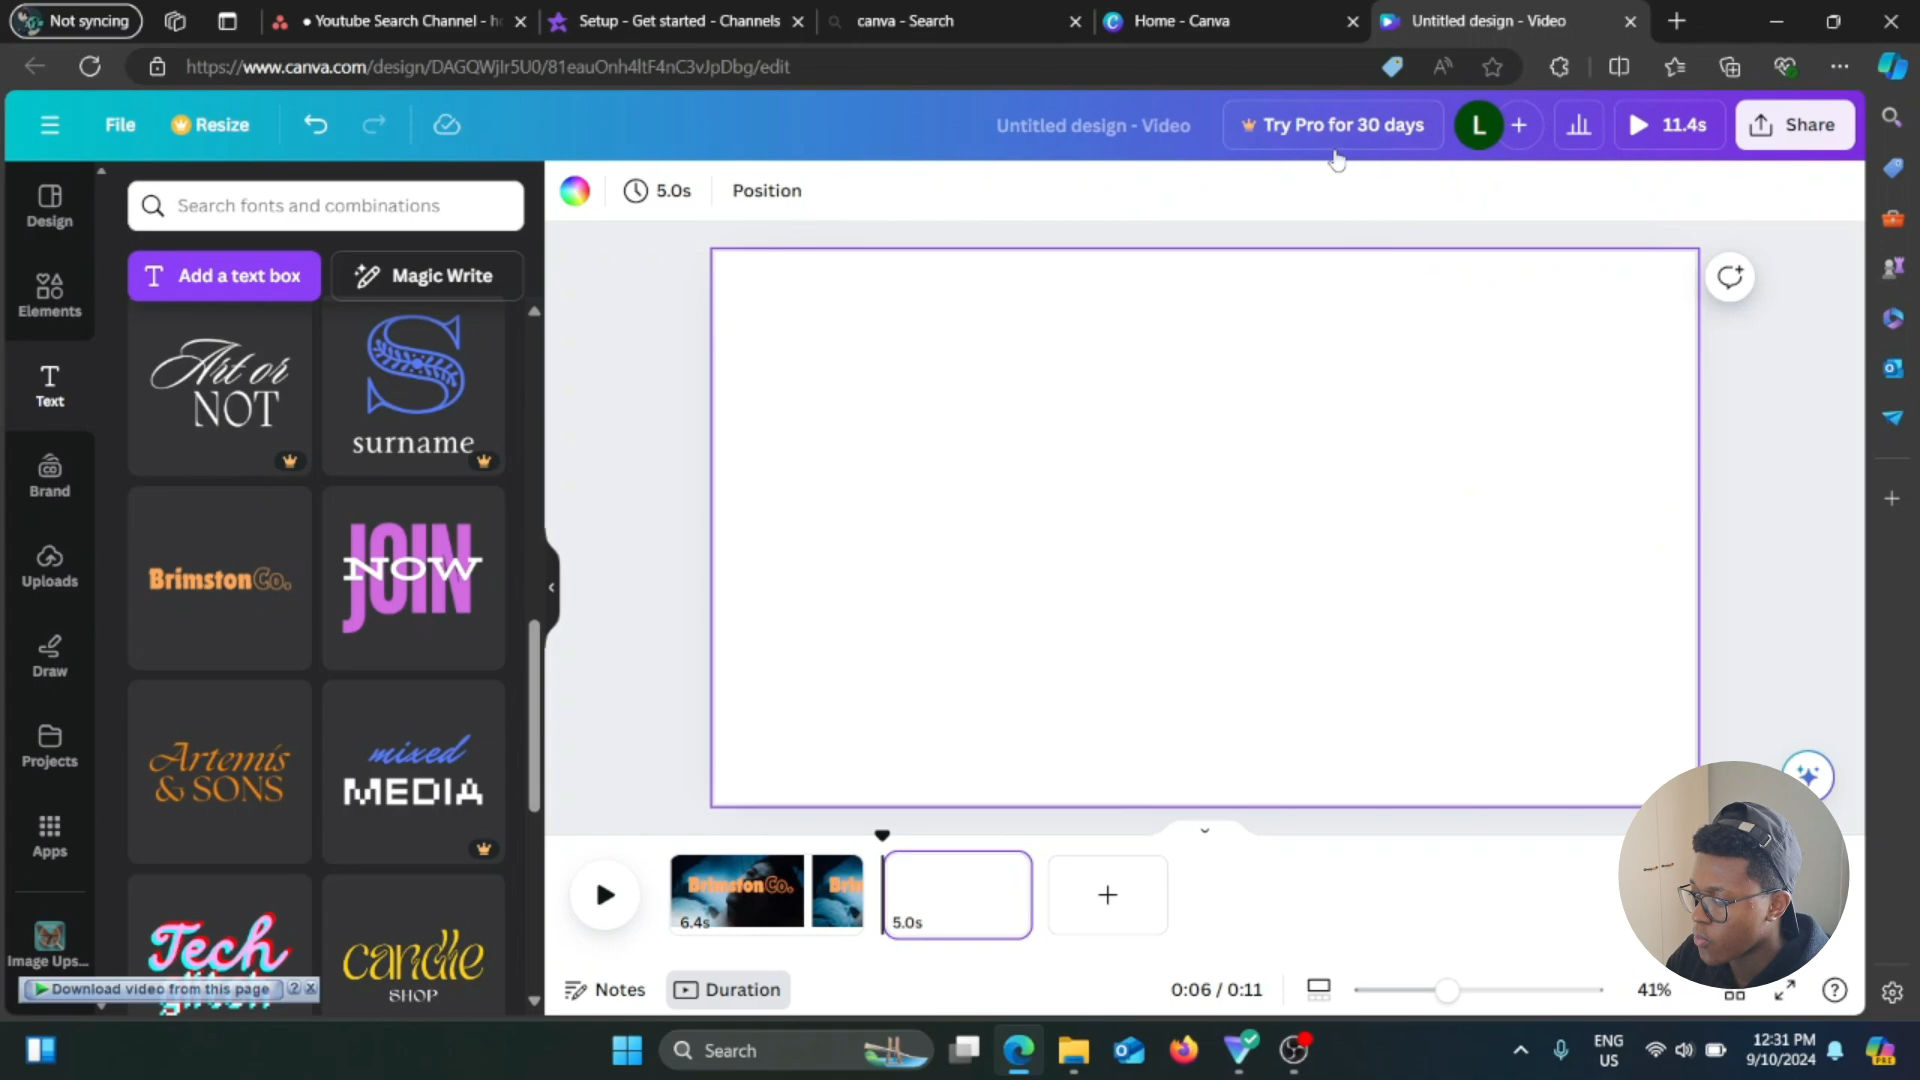 Not syncing
• Youtube Search Channel - h
Setup - Get started - Channels
canva - Search
Home - Canva
Untitled design - Video
https://www.canva.com/design/DAGQWjIr5U0/81eauOnh4ltF4nC3vJpDbg/edit
File
Resize
Untitled design - Video
Try Pro for 30 days
L
11.4s
Share
Design
Elements
Text
Brand
Uploads
Draw
Projects
Apps
Image Ups...
Search fonts and combinations
5.0s
Position
T Add a text box
Magic Write
Art or
NOT
S
surname
BrimstonCo.
JOIN
NOW
Artemis
& SONS
mixed
MEDIA
Tech
glitch
candle
SHOP
Download video from this page
BrimstonCo.
Brim
6.4s
5.0s
Notes
Duration
0:06 / 0:11
41%
Search
ENG
US
12:31 PM
9/10/2024